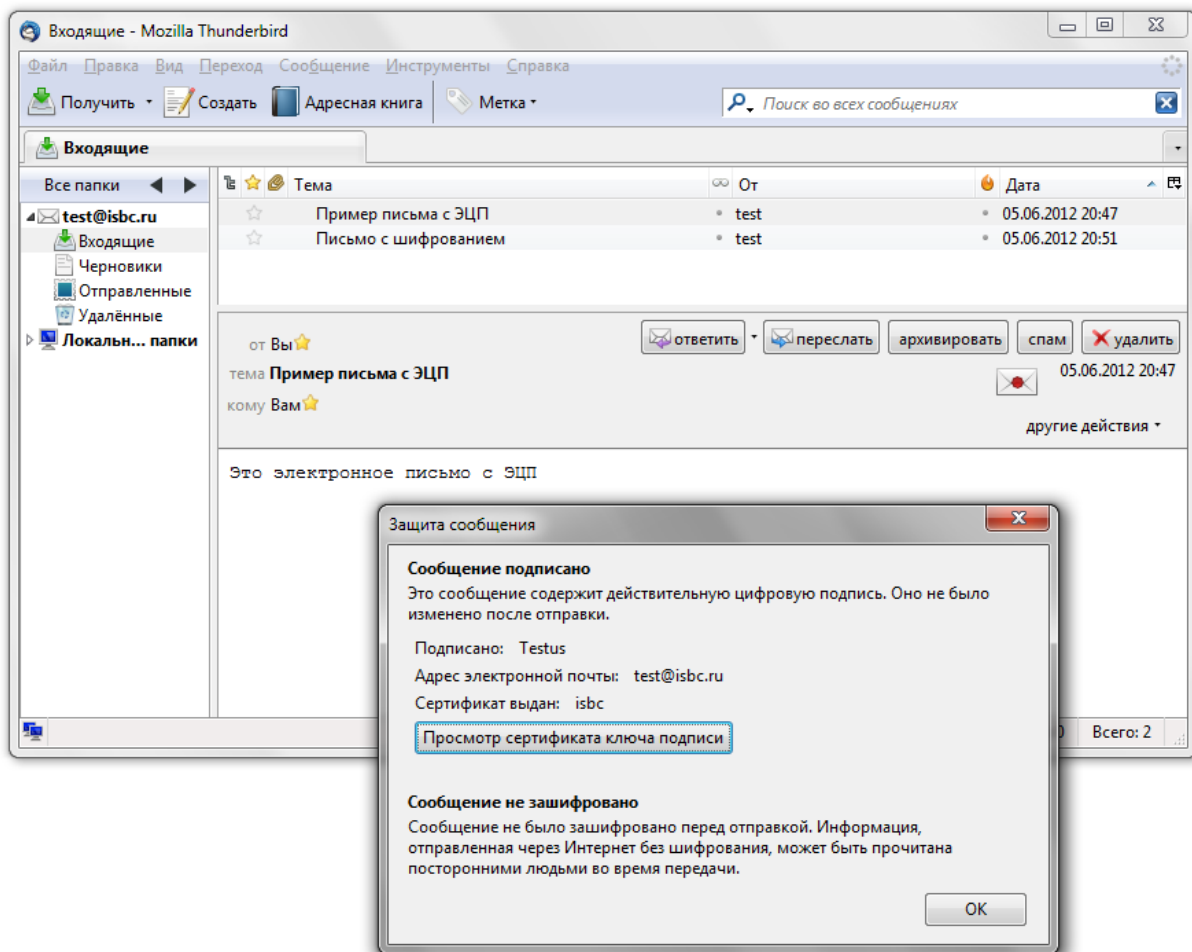 Входящие - Mozilla Thunderbird
Файл Правка Вид Переход Сообщение Инструменты Справка
Получить Создать Адресная книга Метка Поиск во всех сообщениях
Входящие
Все папки Тема От Дата
test@isbc.ru
Входящие
Черновики
Отправленные
Удалённые
Локальн... папки
Пример письма с ЭЦП test 05.06.2012 20:47
Письмо с шифрованием test 05.06.2012 20:51
от Вы ответить переслать архивировать спам удалить
тема Пример письма с ЭЦП 05.06.2012 20:47
кому Вам
другие действия
Это электронное письмо с ЭЦП
Защита сообщения
Сообщение подписано
Это сообщение содержит действительную цифровую подпись. Оно не было
изменено после отправки.
Подписано: Testus
Адрес электронной почты: test@isbc.ru
Сертификат выдан: isbc
Просмотр сертификата ключа подписи
Сообщение не зашифровано
Сообщение не было зашифровано перед отправкой. Информация,
отправленная через Интернет без шифрования, может быть прочитана
посторонними людьми во время передачи.
OK
Всего: 2